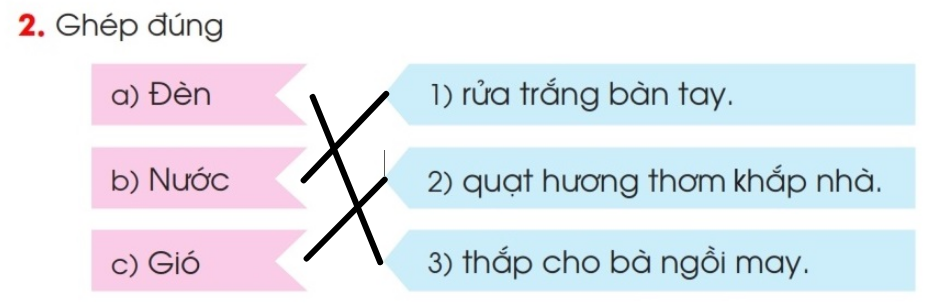 2. Ghép đúng
a) Đèn
1) rửa trắng bàn tay.
b) Nước
2) quạt hương thơm khắp nhà.
c) Gió
3) thắp cho bà ngồi may.